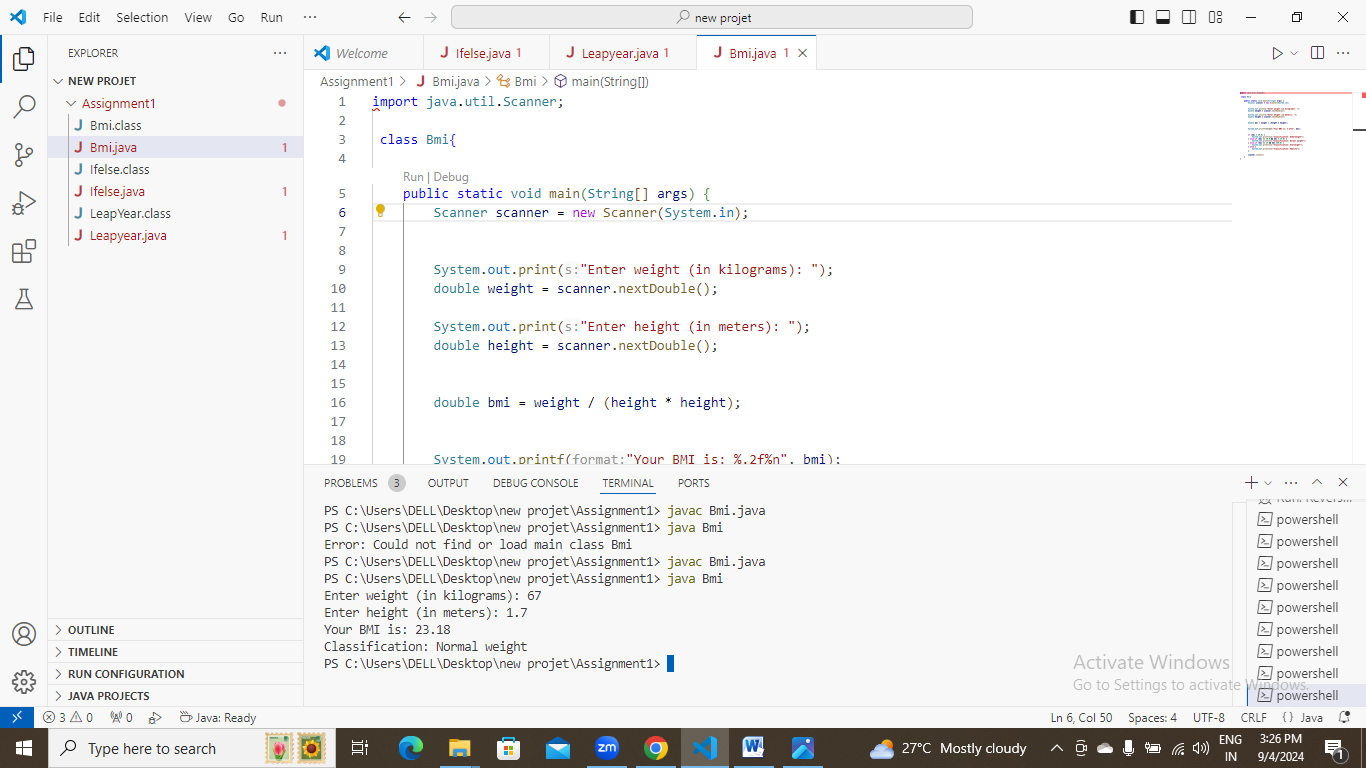 File Edit Selection View Go Run ··· new projet
EXPLORER ···
NEW PROJET
Assignment1
Bmi.class
Bmi.java 1
Ifelse.class
Ifelse.java 1
LeapYear.class
Leapyear.java 1
OUTLINE
TIMELINE
RUN CONFIGURATION
JAVA PROJECTS
Welcome Ifelse.java 1 Leapyear.java 1 Bmi.java 1
Assignment1 > Bmi.java > Bmi > main(String[])
1 import java.util.Scanner;
2
3 class Bmi{
4
Run | Debug
5 public static void main(String[] args) {
6 Scanner scanner = new Scanner(System.in);
7
8
9 System.out.print(s:"Enter weight (in kilograms): ");
10 double weight = scanner.nextDouble();
11
12 System.out.print(s:"Enter height (in meters): ");
13 double height = scanner.nextDouble();
14
15
16 double bmi = weight / (height * height);
17
18
19 System.out.printf(format:"Your BMI is: %.2f%n", bmi);
PROBLEMS 3 OUTPUT DEBUG CONSOLE TERMINAL PORTS
PS C:\Users\DELL\Desktop\new projet\Assignment1> javac Bmi.java
PS C:\Users\DELL\Desktop\new projet\Assignment1> java Bmi
Error: Could not find or load main class Bmi
PS C:\Users\DELL\Desktop\new projet\Assignment1> javac Bmi.java
PS C:\Users\DELL\Desktop\new projet\Assignment1> java Bmi
Enter weight (in kilograms): 67
Enter height (in meters): 1.7
Your BMI is: 23.18
Classification: Normal weight
PS C:\Users\DELL\Desktop\new projet\Assignment1>
powershell
powershell
powershell
powershell
powershell
powershell
powershell
powershell
powershell
Activate Windows
Go to Settings to activate Windows.
3 0 0 Java: Ready Ln 6, Col 50 Spaces: 4 UTF-8 CRLF {} Java
Type here to search zm W 27°C Mostly cloudy ENG IN 3:26 PM 9/4/2024 1